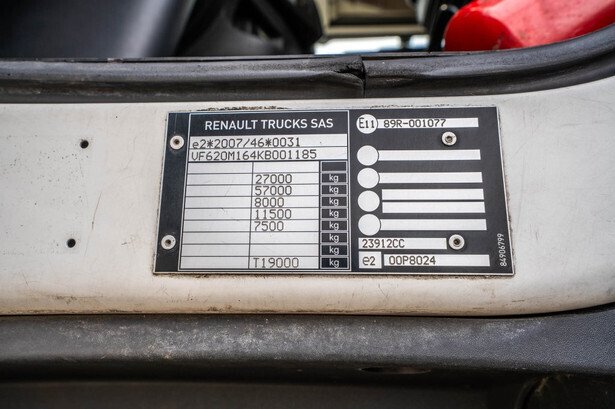 RENAULT TRUCKS SAS
e2*2007/46*0031
VF620M164KB001185
27000 kg
57000 kg
8000 kg
11500 kg
7500 kg
kg
kg
T19000 kg
E11 89R-001077
23912CC
e2 00P8024
84906799